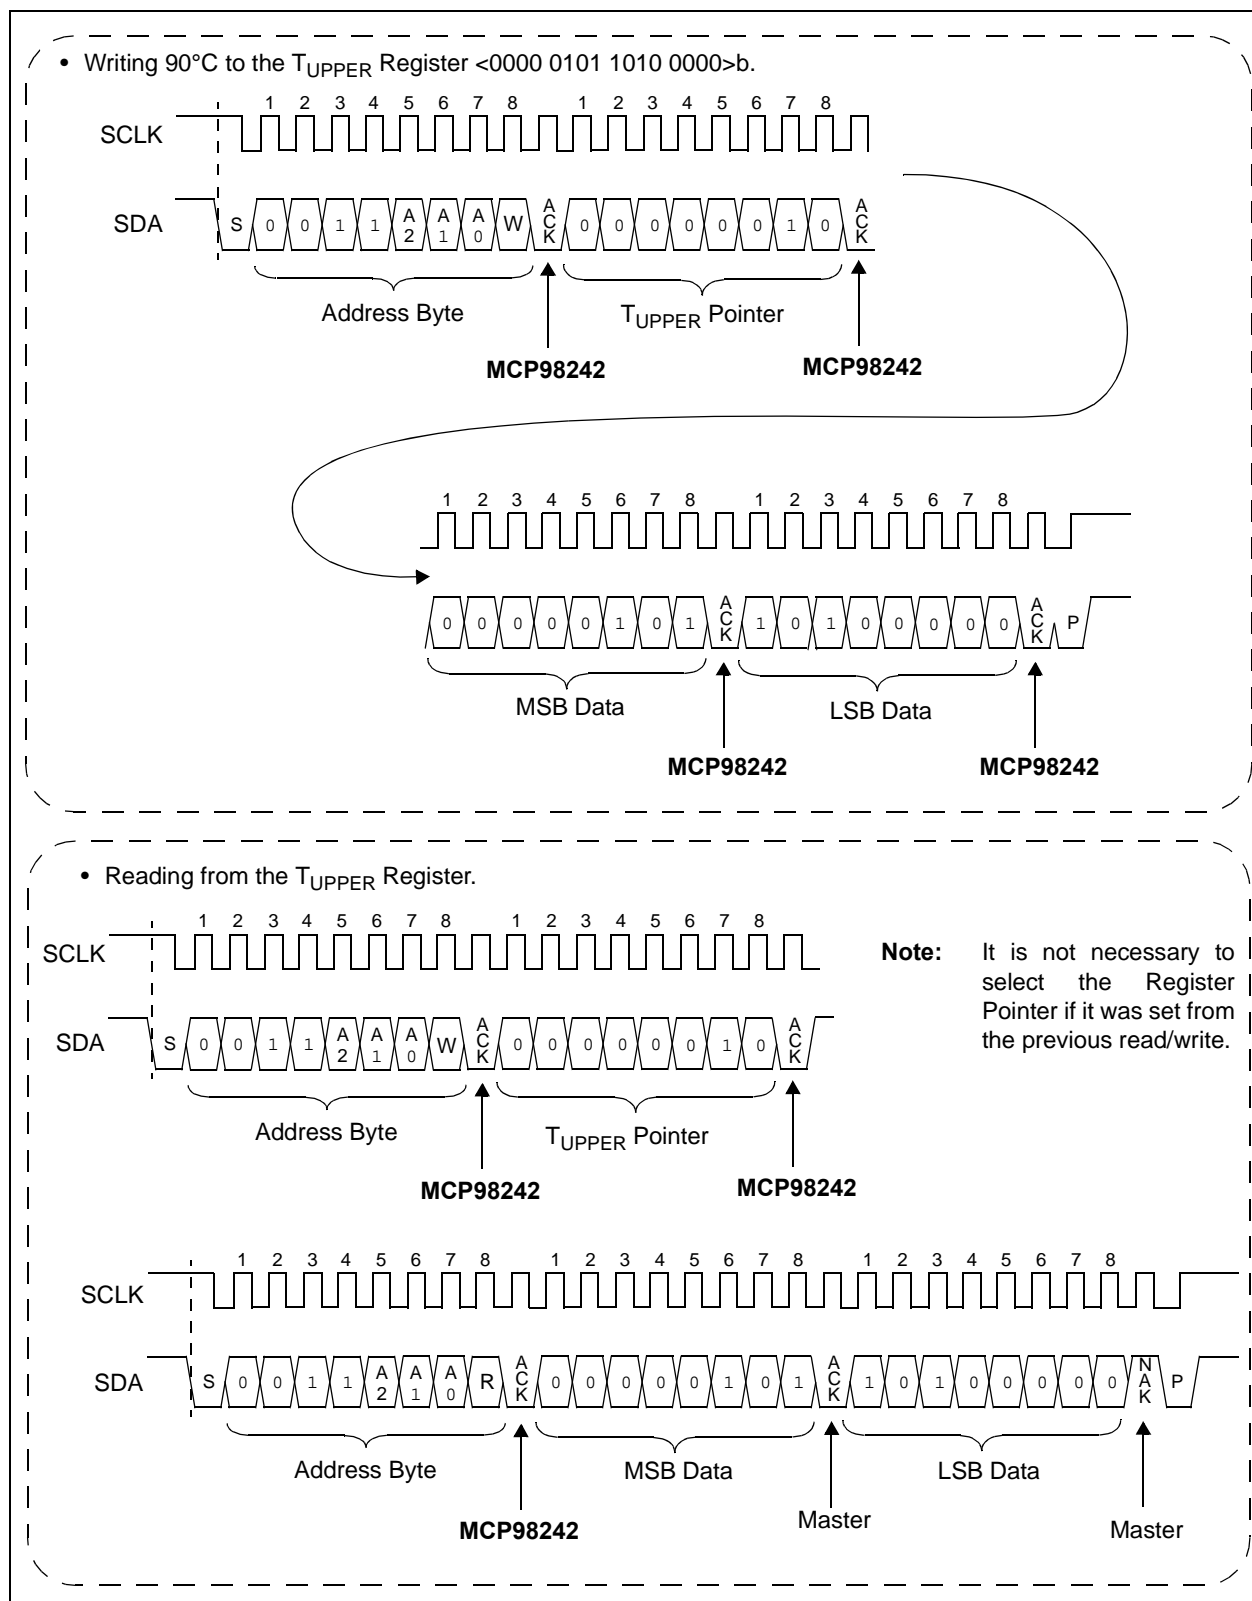 • Writing 90°C to the TUPPER Register <0000 0101 1010 0000>b.
1 2 3 4 5 6 7 8 1 2 3 4 5 6 7 8
SCLK
SDA S 0 0 1 1 A2 A1 A0 W ACK 0 0 0 0 0 0 1 0 ACK
Address Byte TUPPER Pointer
MCP98242 MCP98242
1 2 3 4 5 6 7 8 1 2 3 4 5 6 7 8
0 0 0 0 0 1 0 1 ACK 1 0 1 0 0 0 0 0 ACK P
MSB Data LSB Data
MCP98242 MCP98242
• Reading from the TUPPER Register.
1 2 3 4 5 6 7 8 1 2 3 4 5 6 7 8
SCLK
Note: It is not necessary to
select the Register
Pointer if it was set from
the previous read/write.
SDA S 0 0 1 1 A2 A1 A0 W ACK 0 0 0 0 0 0 1 0 ACK
Address Byte TUPPER Pointer
MCP98242 MCP98242
1 2 3 4 5 6 7 8 1 2 3 4 5 6 7 8 1 2 3 4 5 6 7 8
SCLK
SDA S 0 0 1 1 A2 A1 A0 R ACK 0 0 0 0 0 1 0 1 ACK 1 0 1 0 0 0 0 0 NAK P
Address Byte MSB Data LSB Data
MCP98242 Master Master